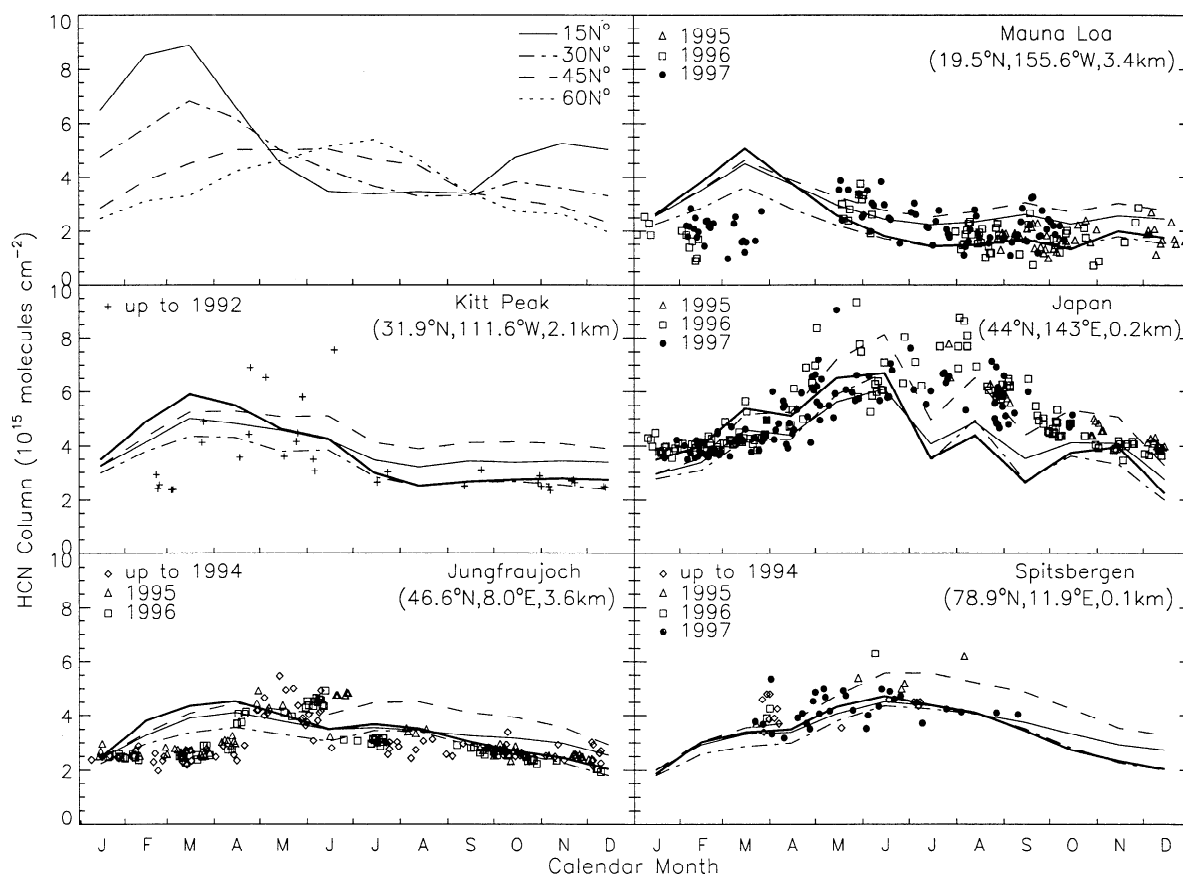 HCN Column (10¹⁵ molecules cm⁻²)
10
8
6
4
2
0
15N°
30N°
45N°
60N°
1995
1996
1997
Mauna Loa
(19.5°N,155.6°W,3.4km)
10
8
6
4
2
0
up to 1992
Kitt Peak
(31.9°N,111.6°W,2.1km)
1995
1996
1997
Japan
(44°N,143°E,0.2km)
10
8
6
4
2
0
up to 1994
1995
1996
Jungfraujoch
(46.6°N,8.0°E,3.6km)
up to 1994
1995
1996
1997
Spitsbergen
(78.9°N,11.9°E,0.1km)
J F M A M J J A S O N D
J F M A M J J A S O N D
Calendar Month